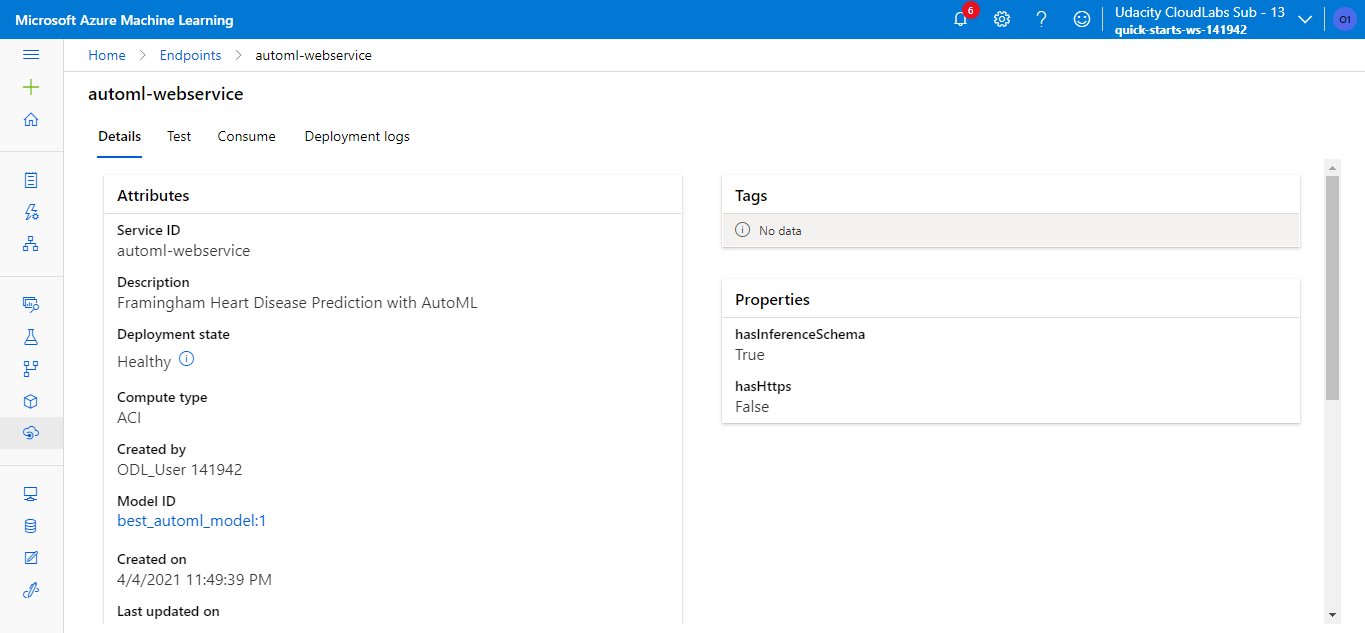 Microsoft Azure Machine Learning
6
?
Udacity CloudLabs Sub - 13
quick-starts-ws-141942
O1
Home > Endpoints > automl-webservice
automl-webservice
Details Test Consume Deployment logs
Attributes
Service ID
automl-webservice
Description
Framingham Heart Disease Prediction with AutoML
Deployment state
Healthy
Compute type
ACI
Created by
ODL_User 141942
Model ID
best_automl_model:1
Created on
4/4/2021 11:49:39 PM
Last updated on
Tags
No data
Properties
hasInferenceSchema
True
hasHttps
False